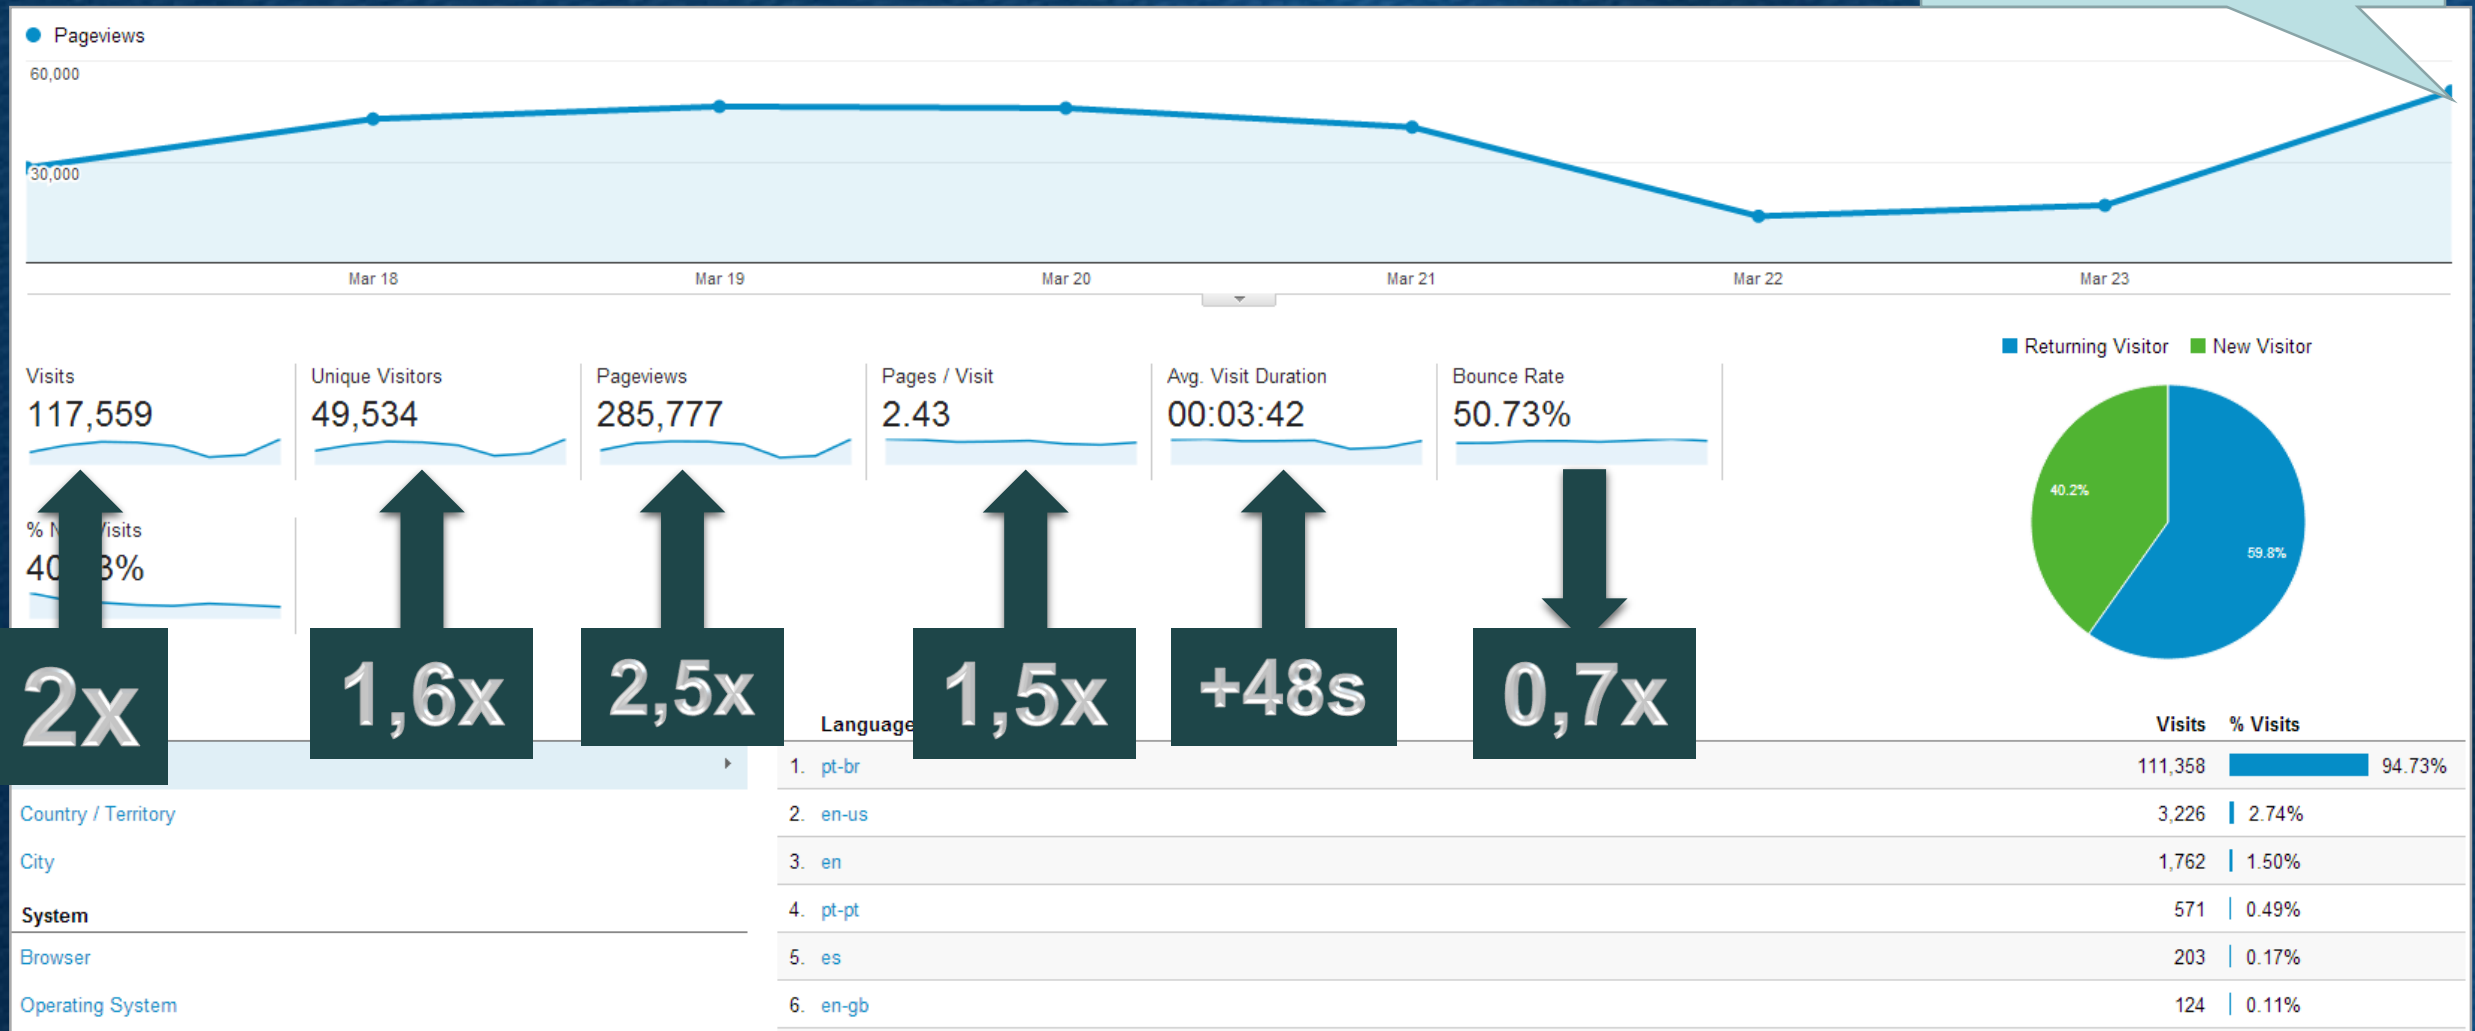 Pageviews
60,000
30,000
Mar 18 Mar 19 Mar 20 Mar 21 Mar 22 Mar 23
Returning Visitor New Visitor
Visits Unique Visitors Pageviews Pages / Visit Avg. Visit Duration Bounce Rate
117,559 49,534 285,777 2.43 00:03:42 50.73%
40.2%
59.8%
% N Visits
40 3%
2x 1,6x 2,5x 1,5x +48s 0,7x
Language Visits % Visits
1. pt-br 111,358 94.73%
Country / Territory 2. en-us 3,226 2.74%
City 3. en 1,762 1.50%
System 4. pt-pt 571 0.49%
Browser 5. es 203 0.17%
Operating System 6. en-gb 124 0.11%